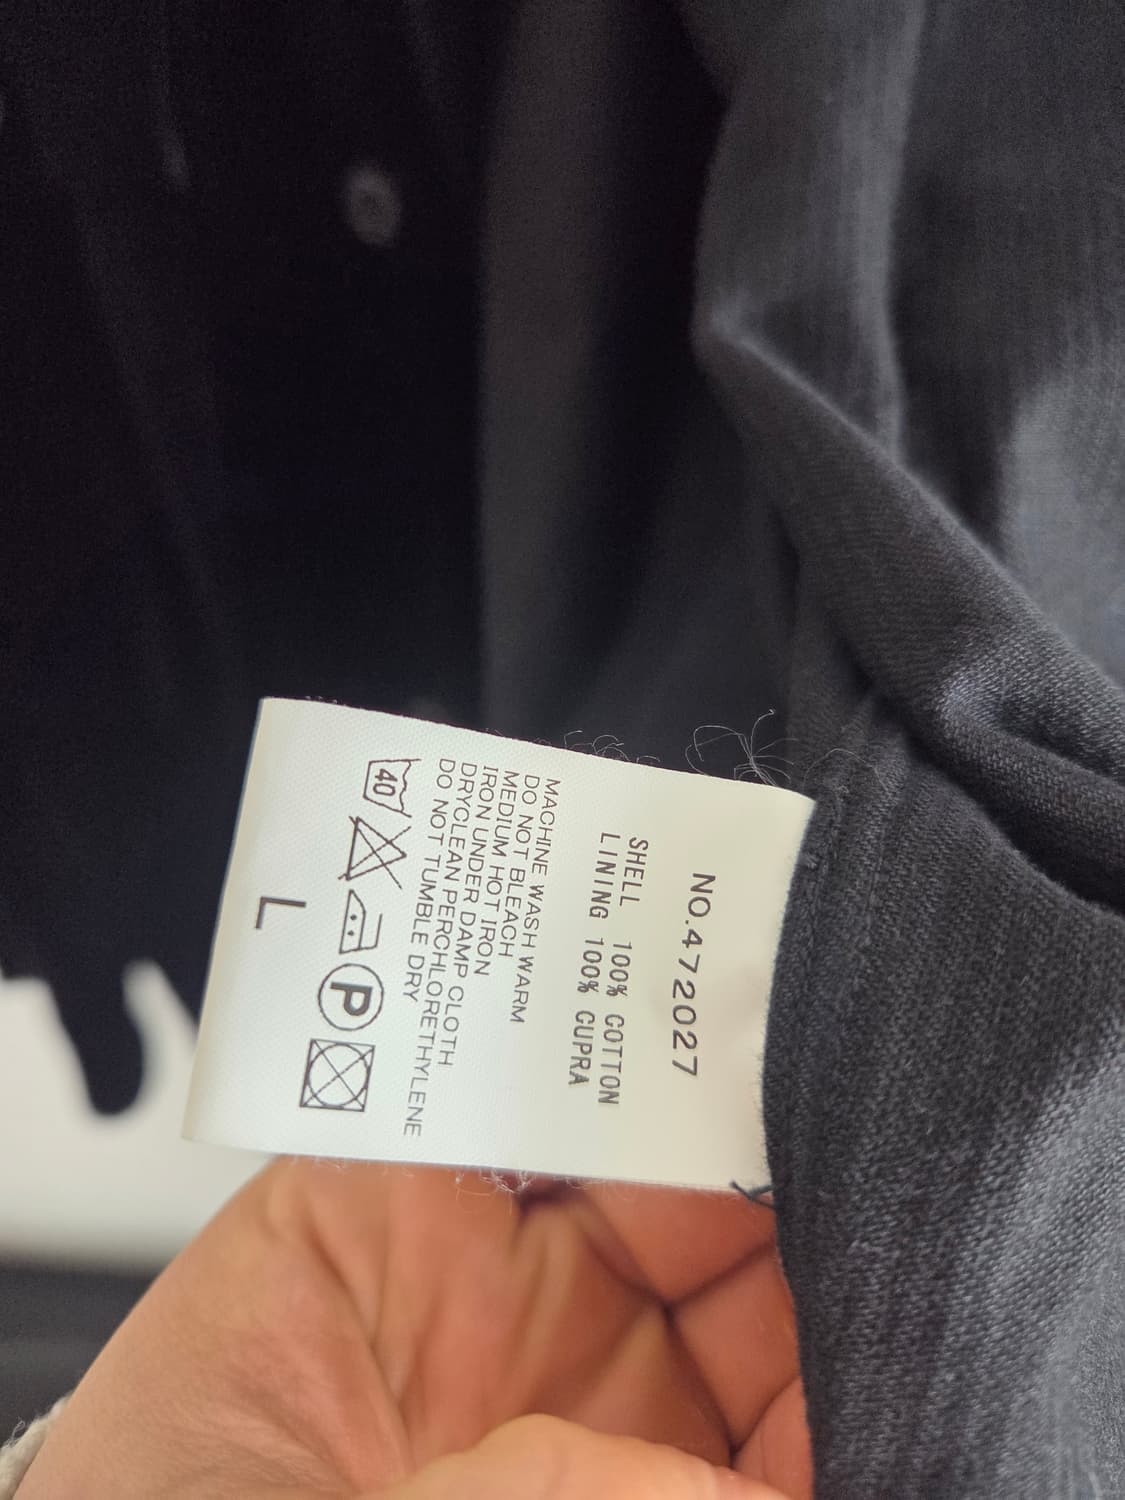 NO.472027
SHELL 100% COTTON
LINING 100% CUPRA
MACHINE WASH WARM
DO NOT BLEACH
MEDIUM HOT IRON
IRON UNDER DAMP CLOTH
DRYCLEAN PERCHLORETHYLENE
DO NOT TUMBLE DRY
40 P
L